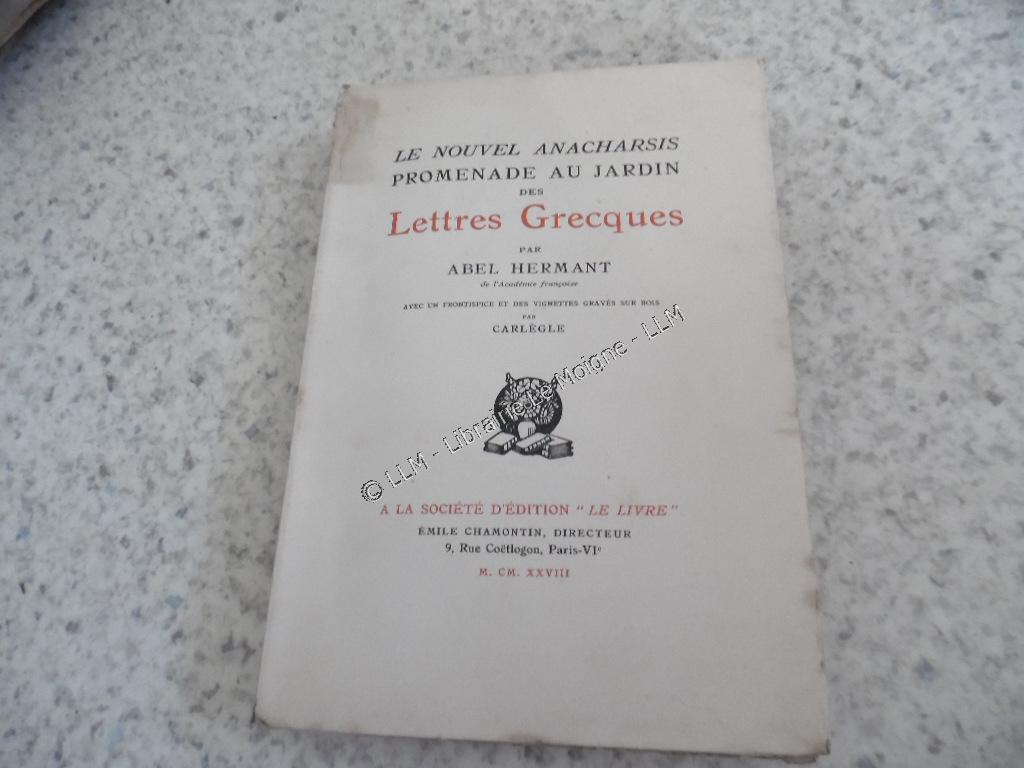 LE NOUVEL ANACHARSIS
PROMENADE AU JARDIN
DES
Lettres Grecques
PAR
ABEL HERMANT
de l'Académie française
AVEC UN FRONTISPICE ET DES VIGNETTES GRAVÉS SUR BOIS
PAR
CARLÈGLE
© LLM - Librairie Le Moigne - LLM
A LA SOCIÉTÉ D'ÉDITION "LE LIVRE"
ÉMILE CHAMONTIN, DIRECTEUR
9, Rue Coëtlogon, Paris-VIe
M. CM. XXVIII